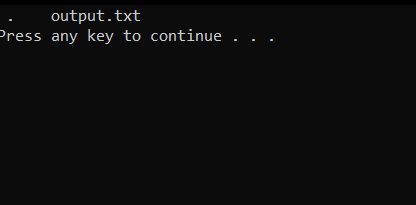 .    output.txt
Press any key to continue . . .